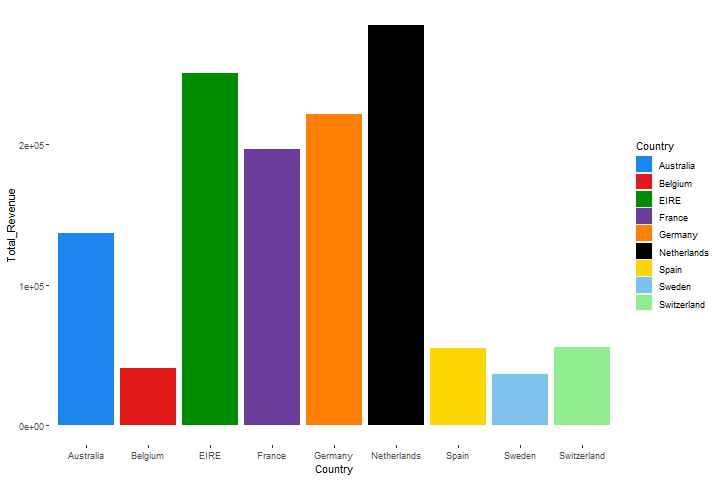 Total_Revenue
2e+05
1e+05
0e+00
Australia
Belgium
EIRE
France
Germany
Netherlands
Spain
Sweden
Switzerland
Country
Country
Australia
Belgium
EIRE
France
Germany
Netherlands
Spain
Sweden
Switzerland